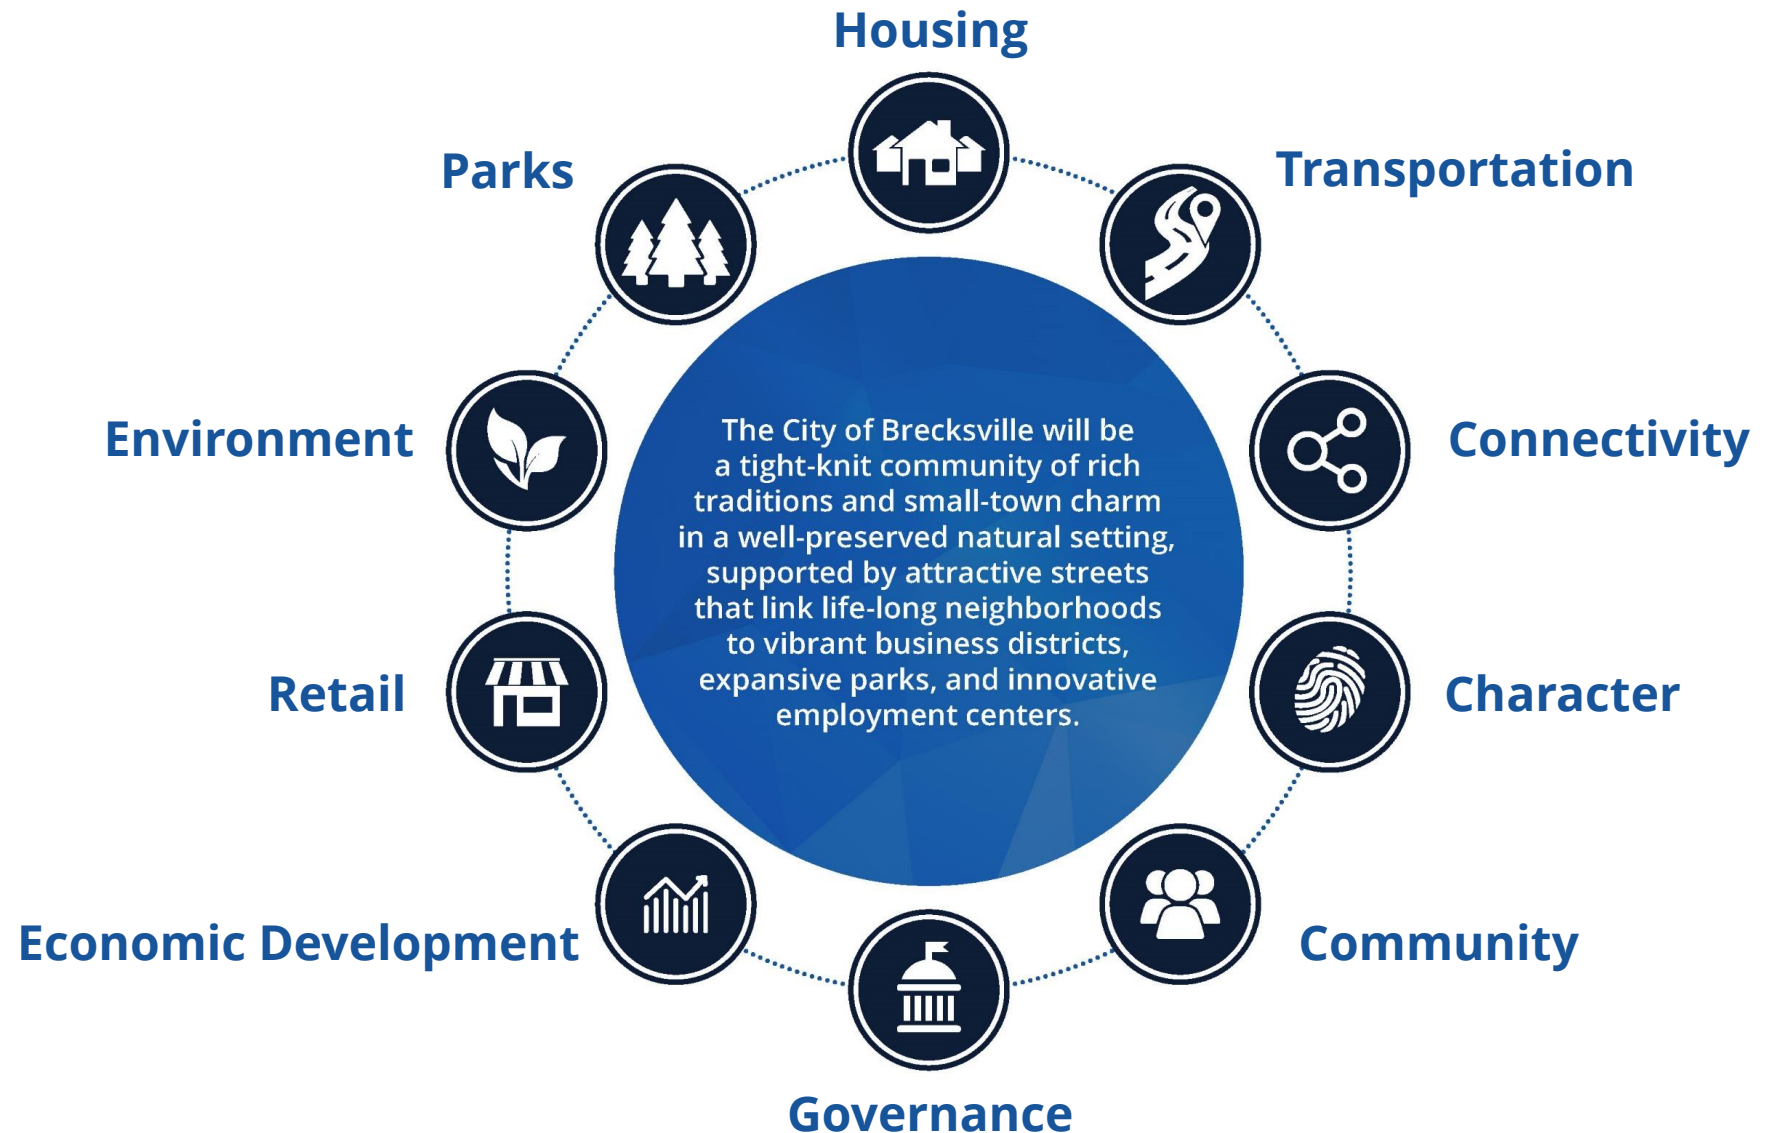 Housing
Parks
Transportation
Environment
Connectivity
The City of Brecksville will be
a tight-knit community of rich
traditions and small-town charm
in a well-preserved natural setting,
supported by attractive streets
that link life-long neighborhoods
to vibrant business districts,
expansive parks, and innovative
employment centers.
Retail
Character
Economic Development
Community
Governance